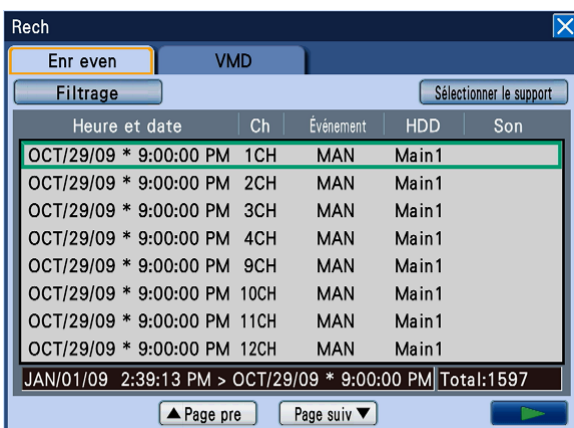 Rech
Enr even VMD
Filtrage Sélectionner le support
Heure et date Ch Événement HDD Son
OCT/29/09 * 9:00:00 PM 1CH MAN Main1
OCT/29/09 * 9:00:00 PM 2CH MAN Main1
OCT/29/09 * 9:00:00 PM 3CH MAN Main1
OCT/29/09 * 9:00:00 PM 4CH MAN Main1
OCT/29/09 * 9:00:00 PM 9CH MAN Main1
OCT/29/09 * 9:00:00 PM 10CH MAN Main1
OCT/29/09 * 9:00:00 PM 11CH MAN Main1
OCT/29/09 * 9:00:00 PM 12CH MAN Main1
JAN/01/09 2:39:13 PM > OCT/29/09 * 9:00:00 PM Total:1597
▲ Page pre Page suiv ▼